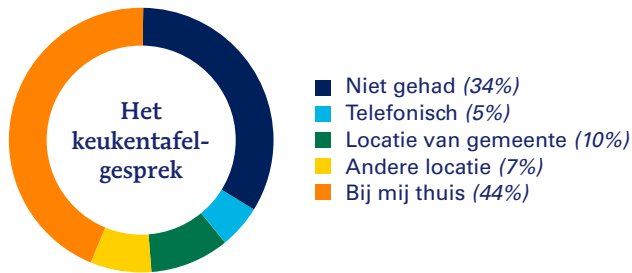 Het
keukentafel-
gesprek
Niet gehad (34%)
Telefonisch (5%)
Locatie van gemeente (10%)
Andere locatie (7%)
Bij mij thuis (44%)